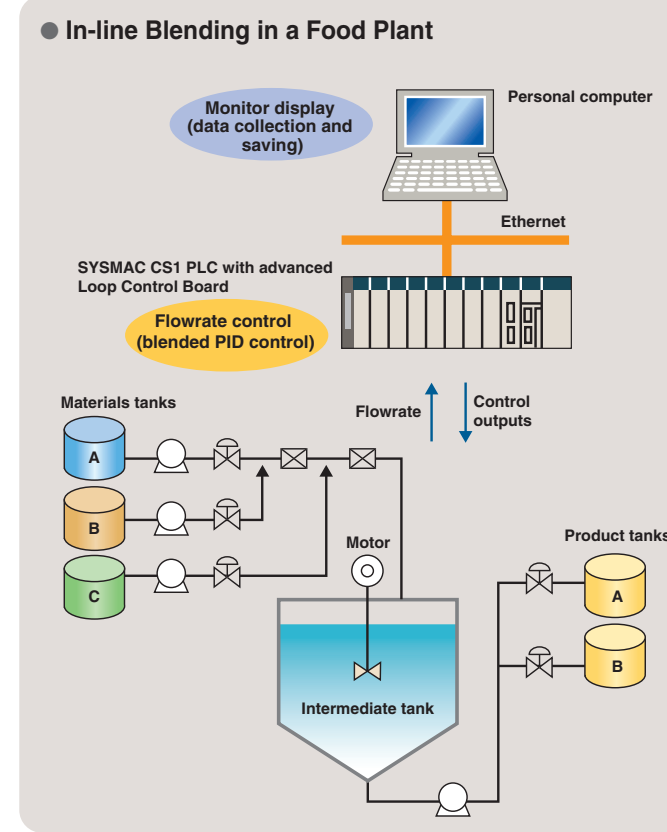 ● In-line Blending in a Food Plant
Monitor display
(data collection and
saving)
Personal computer
Ethernet
SYSMAC CS1 PLC with advanced
Loop Control Board
Flowrate control
(blended PID control)
Flowrate
Control
outputs
Materials tanks
A
B
C
Motor
Intermediate tank
Product tanks
A
B